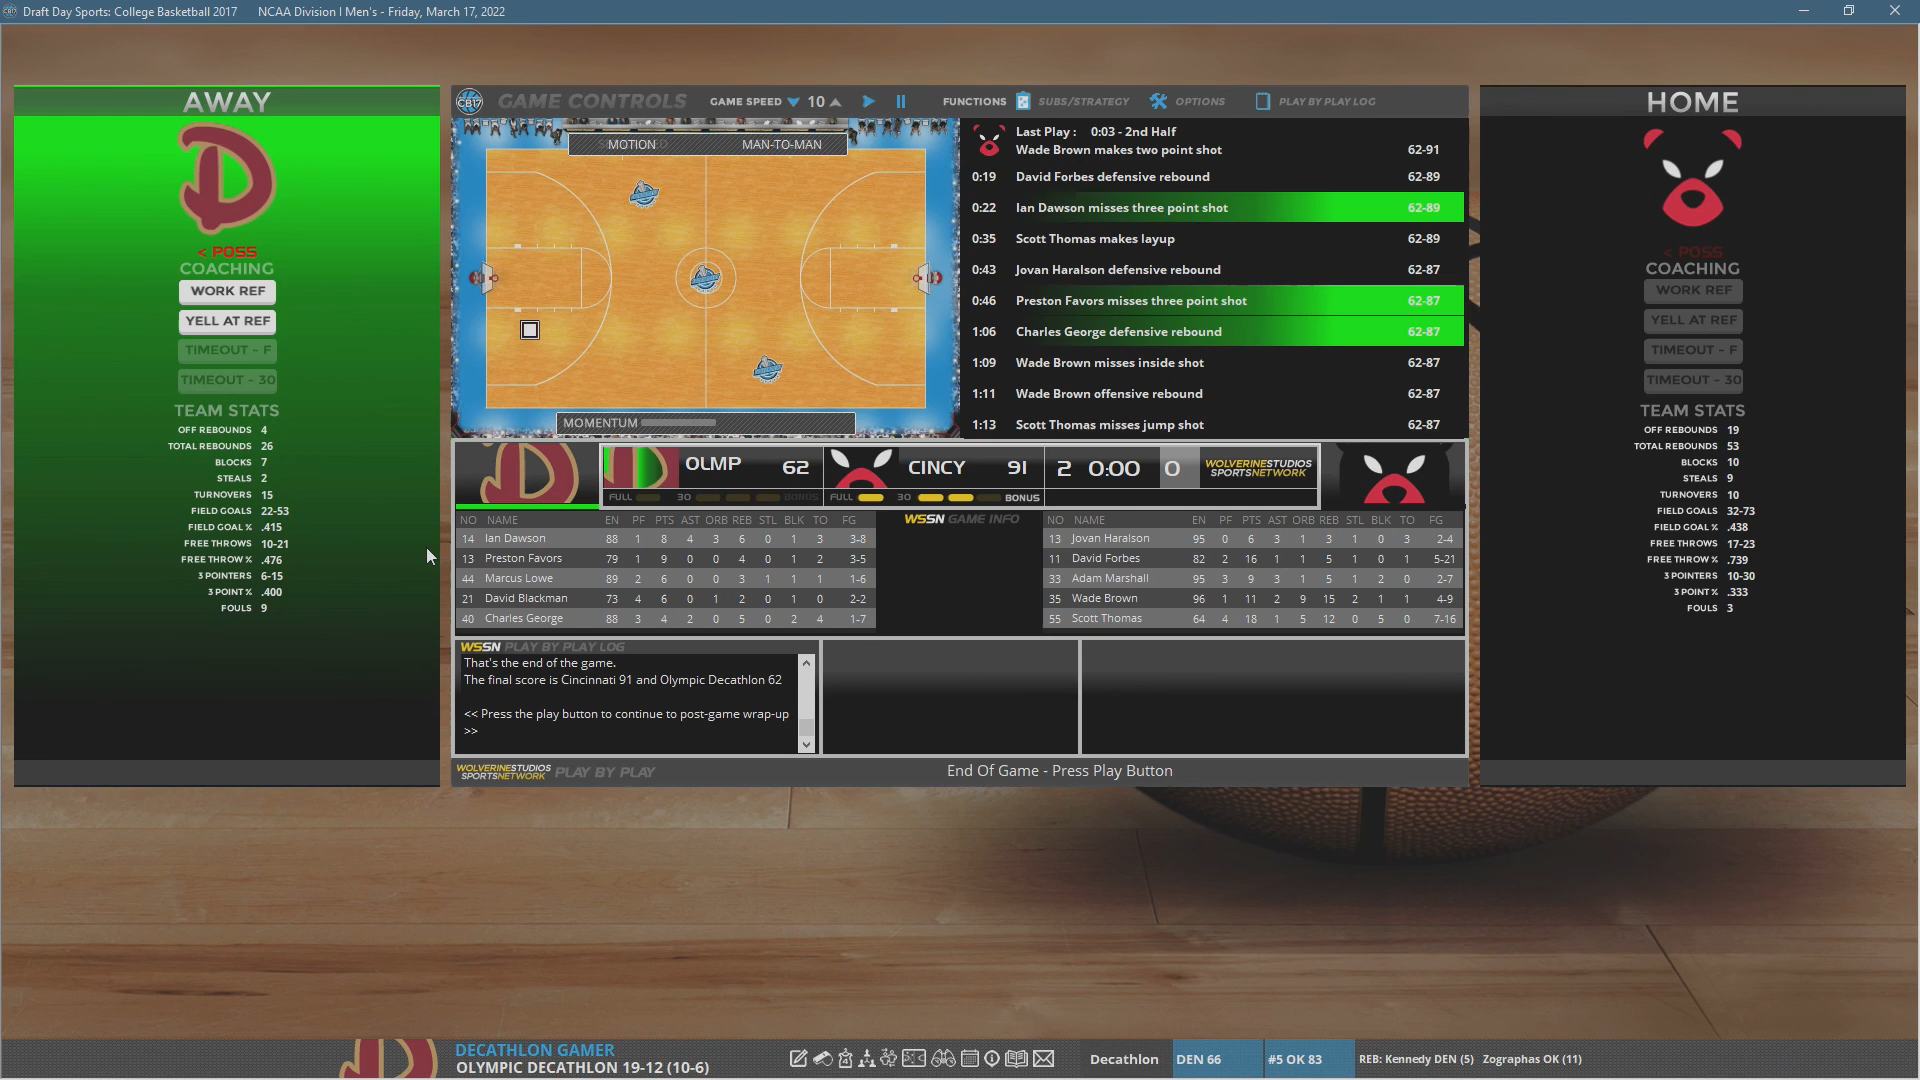 Draft Day Sports: College Basketball 2017 NCAA Division I Men's - Friday, March 17, 2022
AWAY
< POSS
COACHING
WORK REF
YELL AT REF
TIMEOUT - F
TIMEOUT - 30
TEAM STATS
OFF REBOUNDS 4
TOTAL REBOUNDS 26
BLOCKS 7
STEALS 2
TURNOVERS 15
FIELD GOALS 22-53
FIELD GOAL % .415
FREE THROWS 10-21
FREE THROW % .476
3 POINTERS 6-15
3 POINT % .400
FOULS 9
CB17 GAME CONTROLS GAME SPEED 10 FUNCTIONS SUBS/STRATEGY OPTIONS PLAY BY PLAY LOG
MOTION MAN-TO-MAN
MOMENTUM
Last Play : 0:03 - 2nd Half
Wade Brown makes two point shot 62-91
0:19 David Forbes defensive rebound 62-89
0:22 Ian Dawson misses three point shot 62-89
0:35 Scott Thomas makes layup 62-89
0:43 Jovan Haralson defensive rebound 62-87
0:46 Preston Favors misses three point shot 62-87
1:06 Charles George defensive rebound 62-87
1:09 Wade Brown misses inside shot 62-87
1:11 Wade Brown offensive rebound 62-87
1:13 Scott Thomas misses jump shot 62-87
OLMP 62 CINCY 91 2 0:00 0 WOLVERINESTUDIOS SPORTSNETWORK
FULL 30 BONUS FULL 30 BONUS
NO NAME EN PF PTS AST ORB REB STL BLK TO FG
14 Ian Dawson 88 1 8 4 3 6 0 1 3 3-8
13 Preston Favors 79 1 9 0 0 4 0 1 2 3-5
44 Marcus Lowe 89 2 6 0 0 3 1 1 1 1-6
21 David Blackman 73 4 6 0 1 2 0 1 0 2-2
40 Charles George 88 3 4 2 0 5 0 2 4 1-7
WSSN GAME INFO
NO NAME EN PF PTS AST ORB REB STL BLK TO FG
13 Jovan Haralson 95 0 6 3 1 3 1 0 3 2-4
11 David Forbes 82 2 16 1 1 5 1 0 1 5-21
33 Adam Marshall 95 3 9 3 1 5 1 2 0 2-7
35 Wade Brown 96 1 11 2 9 15 2 1 1 4-9
55 Scott Thomas 64 4 18 1 5 12 0 5 0 7-16
WSSN PLAY BY PLAY LOG
That's the end of the game.
The final score is Cincinnati 91 and Olympic Decathlon 62
<< Press the play button to continue to post-game wrap-up
>>
WOLVERINESTUDIOS SPORTSNETWORK PLAY BY PLAY End Of Game - Press Play Button
HOME
< POSS
COACHING
WORK REF
YELL AT REF
TIMEOUT - F
TIMEOUT - 30
TEAM STATS
OFF REBOUNDS 19
TOTAL REBOUNDS 53
BLOCKS 10
STEALS 9
TURNOVERS 10
FIELD GOALS 32-73
FIELD GOAL % .438
FREE THROWS 17-23
FREE THROW % .739
3 POINTERS 10-30
3 POINT % .333
FOULS 3
DECATHLON GAMER
OLYMPIC DECATHLON 19-12 (10-6)
Decathlon DEN 66 #5 OK 83 REB: Kennedy DEN (5) Zographas OK (11)